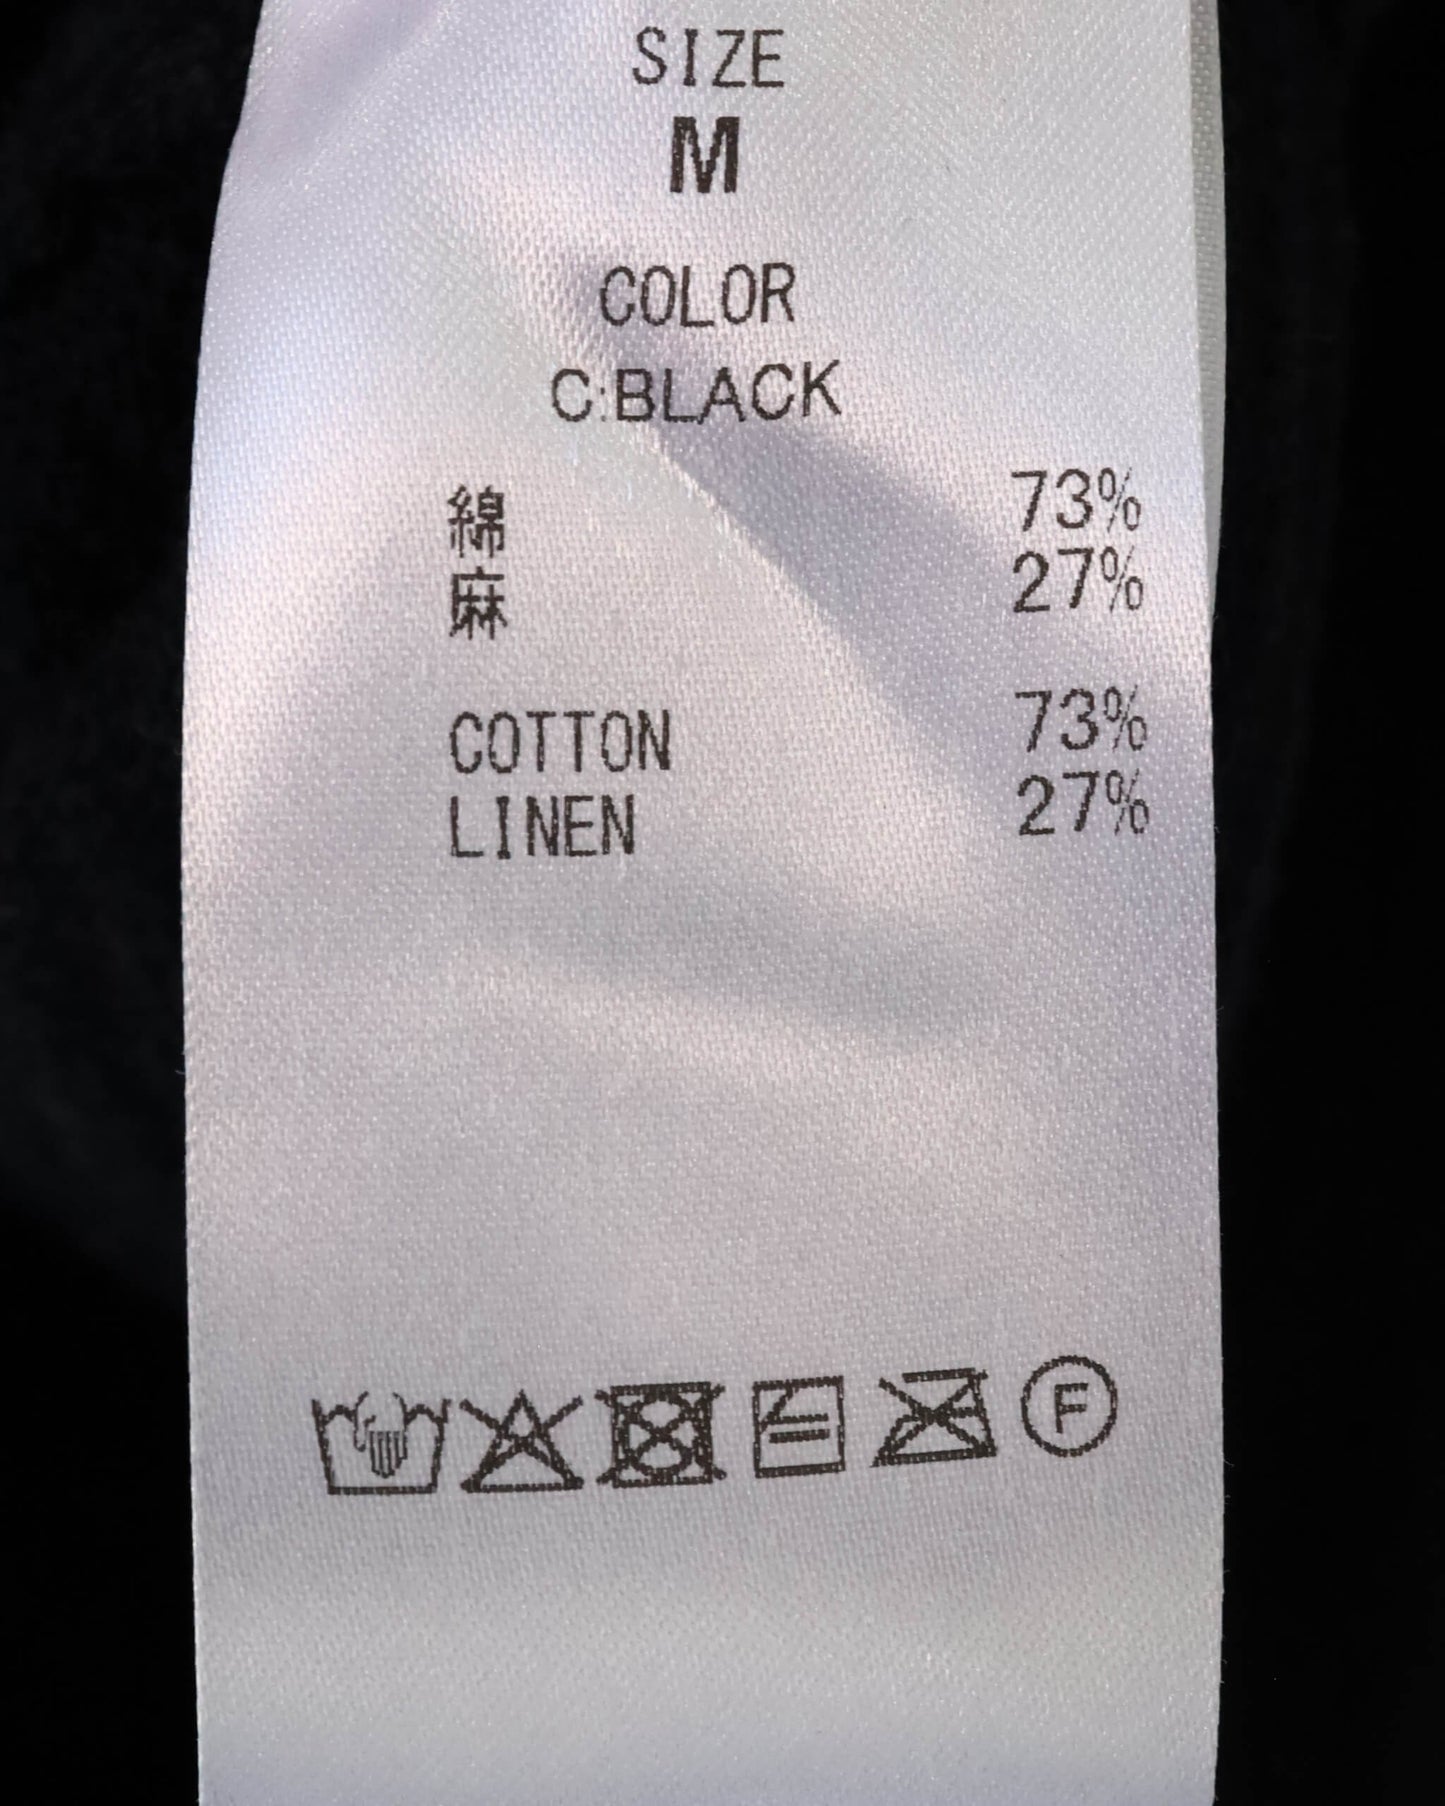 SIZE
M
COLOR
C:BLACK
綿 73%
麻 27%
COTTON 73%
LINEN 27%
F